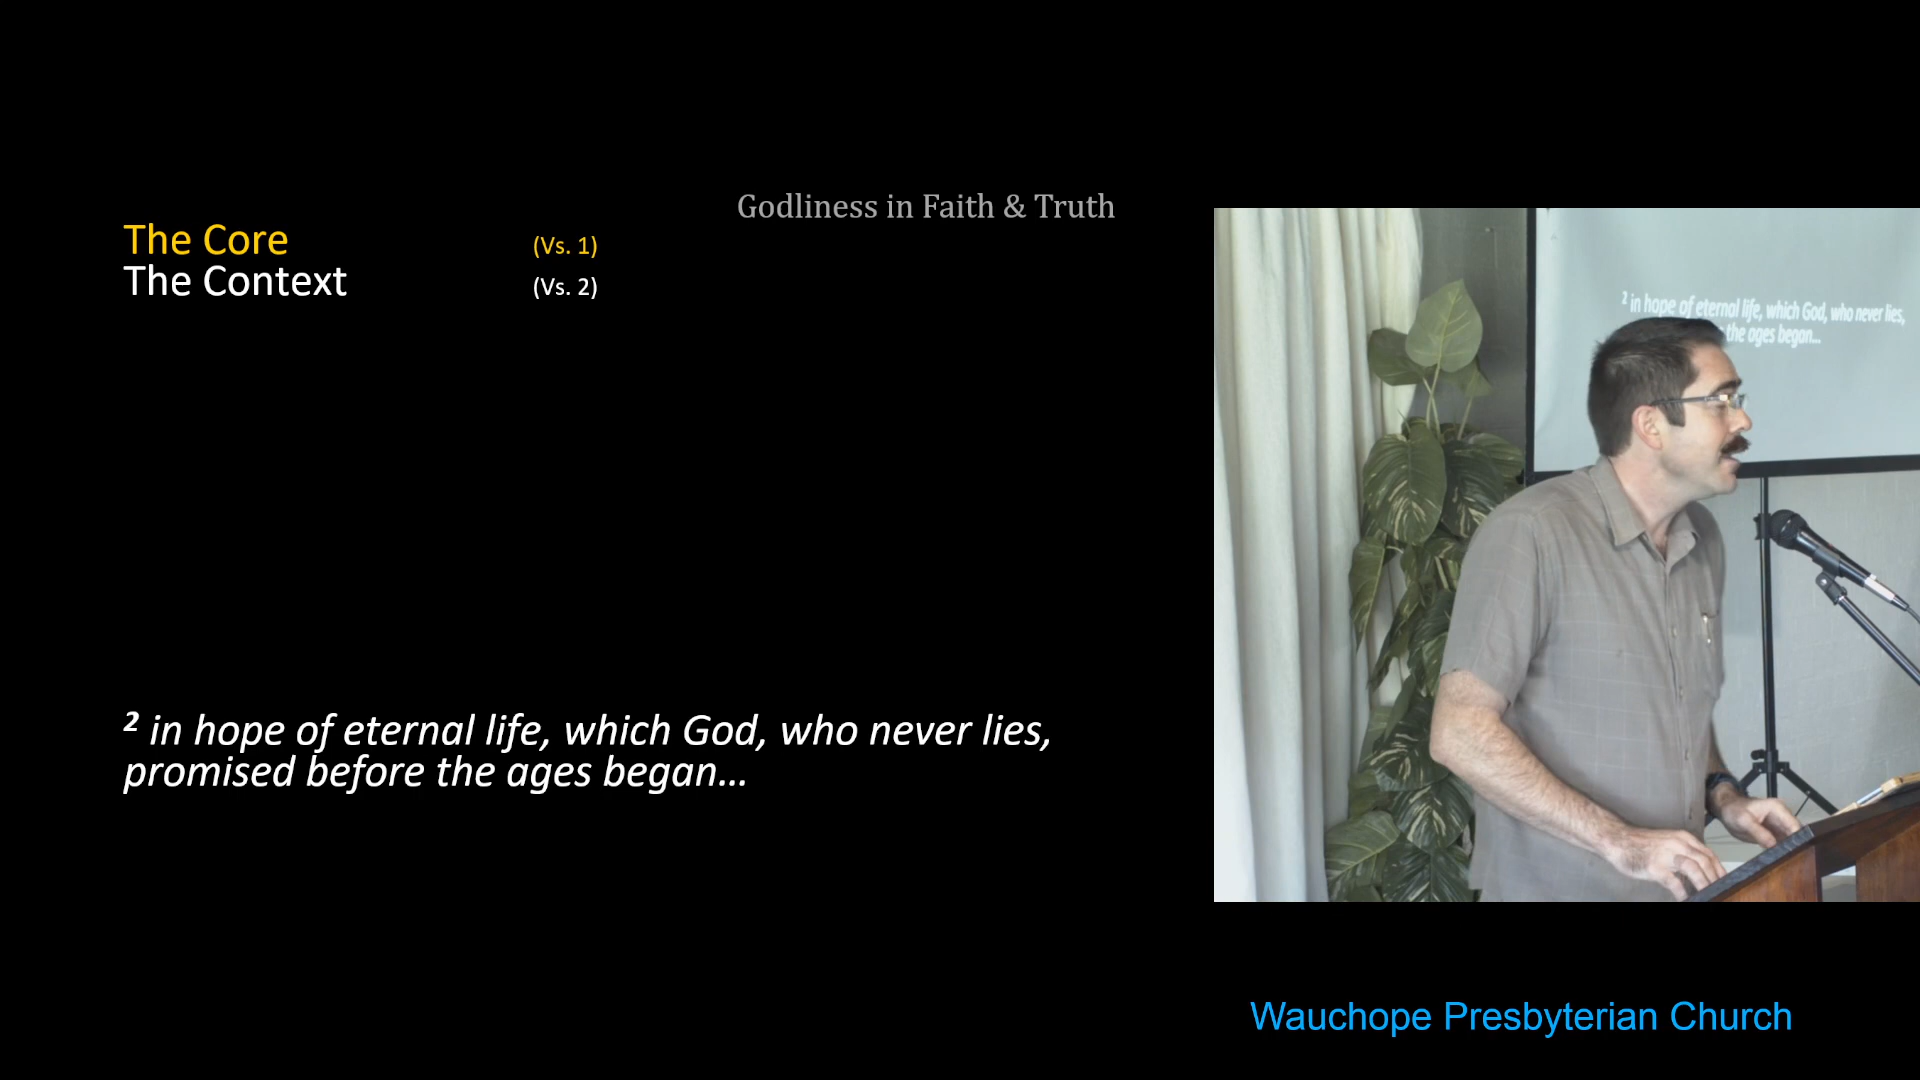 Godliness in Faith & Truth
The Core (Vs. 1)
The Context (Vs. 2)
² in hope of eternal life, which God, who never lies,
promised before the ages began...
² in hope of eternal life, which God, who never lies,
the ages began...
Wauchope Presbyterian Church